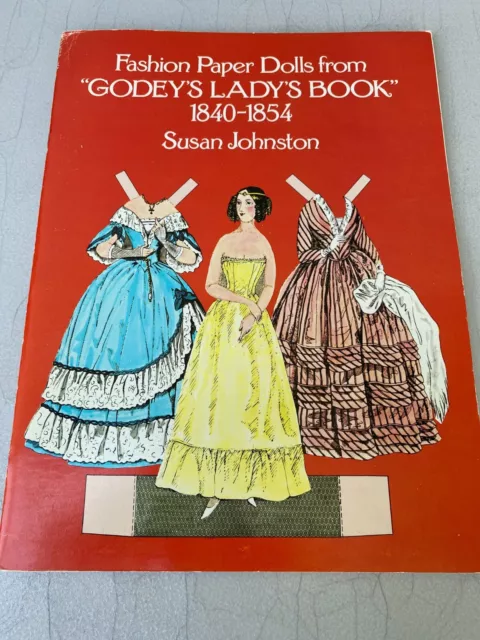 Fashion Paper Dolls from
"GODEY'S LADY'S BOOK"
1840-1854
Susan Johnston